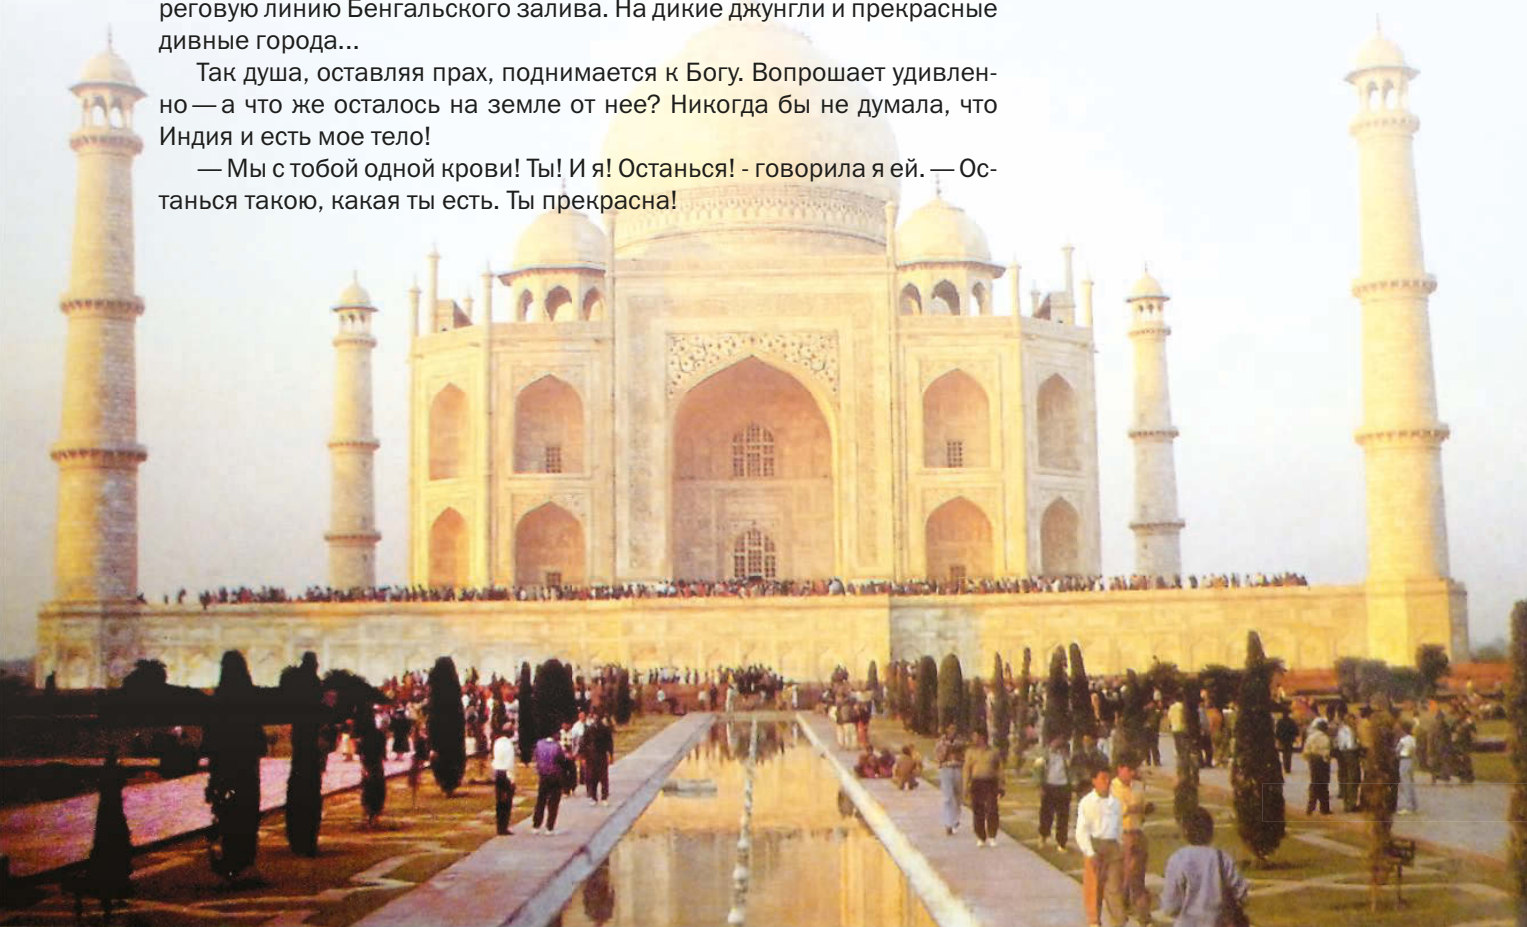 реговую линию Бенгальского залива. На дикие джунгли и прекрасные
дивные города...
Так душа, оставляя прах, поднимается к Богу. Вопрошает удивлен-
но — а что же осталось на земле от нее? Никогда бы не думала, что
Индия и есть мое тело!
— Мы с тобой одной крови! Ты! И я! Останься! - говорила я ей. — Ос-
танься такою, какая ты есть. Ты прекрасна!